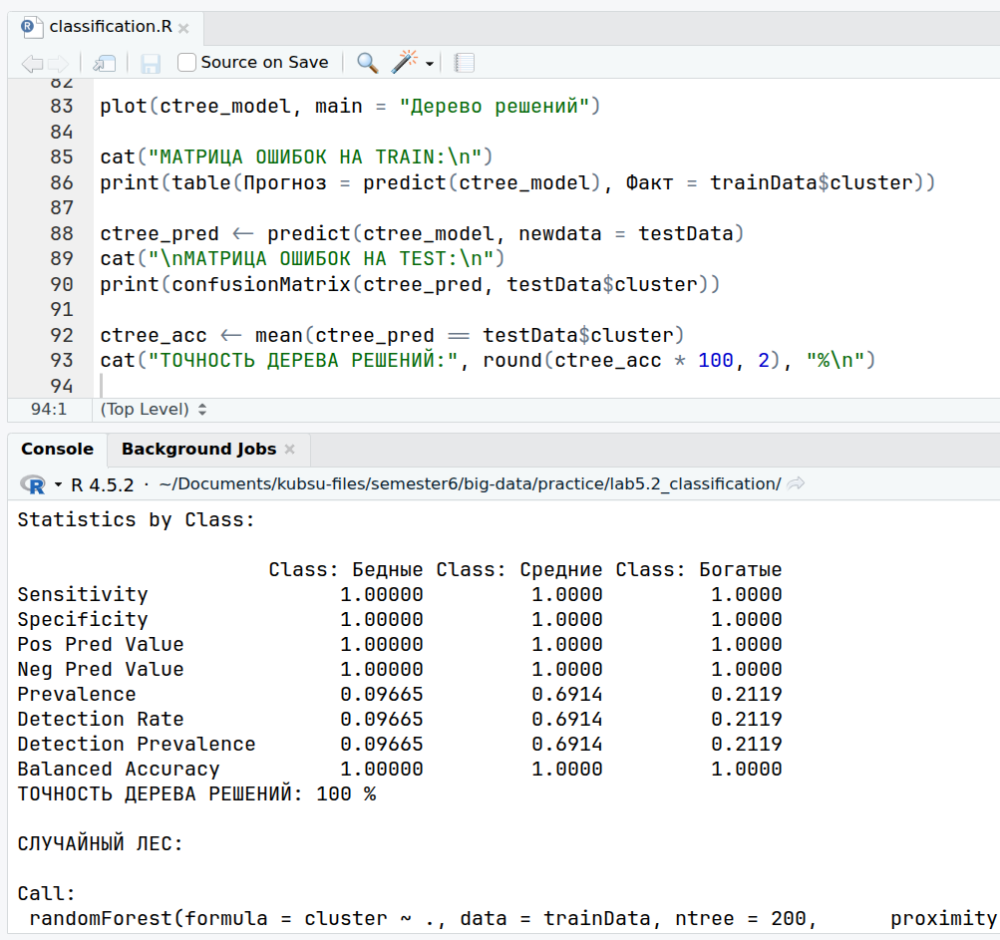 classification.R
Source on Save
82
83 plot(ctree_model, main = "Дерево решений")
84
85 cat("МАТРИЦА ОШИБОК НА TRAIN:\n")
86 print(table(Прогноз = predict(ctree_model), Факт = trainData$cluster))
87
88 ctree_pred <- predict(ctree_model, newdata = testData)
89 cat("\nМАТРИЦА ОШИБОК НА TEST:\n")
90 print(confusionMatrix(ctree_pred, testData$cluster))
91
92 ctree_acc <- mean(ctree_pred == testData$cluster)
93 cat("ТОЧНОСТЬ ДЕРЕВА РЕШЕНИЙ:", round(ctree_acc * 100, 2), "%\n")
94
94:1 (Top Level)
Console Background Jobs
R 4.5.2 · ~/Documents/kubsu-files/semester6/big-data/practice/lab5.2_classification/
Statistics by Class:
Class: Бедные Class: Средние Class: Богатые
Sensitivity 1.00000 1.0000 1.0000
Specificity 1.00000 1.0000 1.0000
Pos Pred Value 1.00000 1.0000 1.0000
Neg Pred Value 1.00000 1.0000 1.0000
Prevalence 0.09665 0.6914 0.2119
Detection Rate 0.09665 0.6914 0.2119
Detection Prevalence 0.09665 0.6914 0.2119
Balanced Accuracy 1.00000 1.0000 1.0000
ТОЧНОСТЬ ДЕРЕВА РЕШЕНИЙ: 100 %
СЛУЧАЙНЫЙ ЛЕС:
Call:
randomForest(formula = cluster ~ ., data = trainData, ntree = 200, proximity